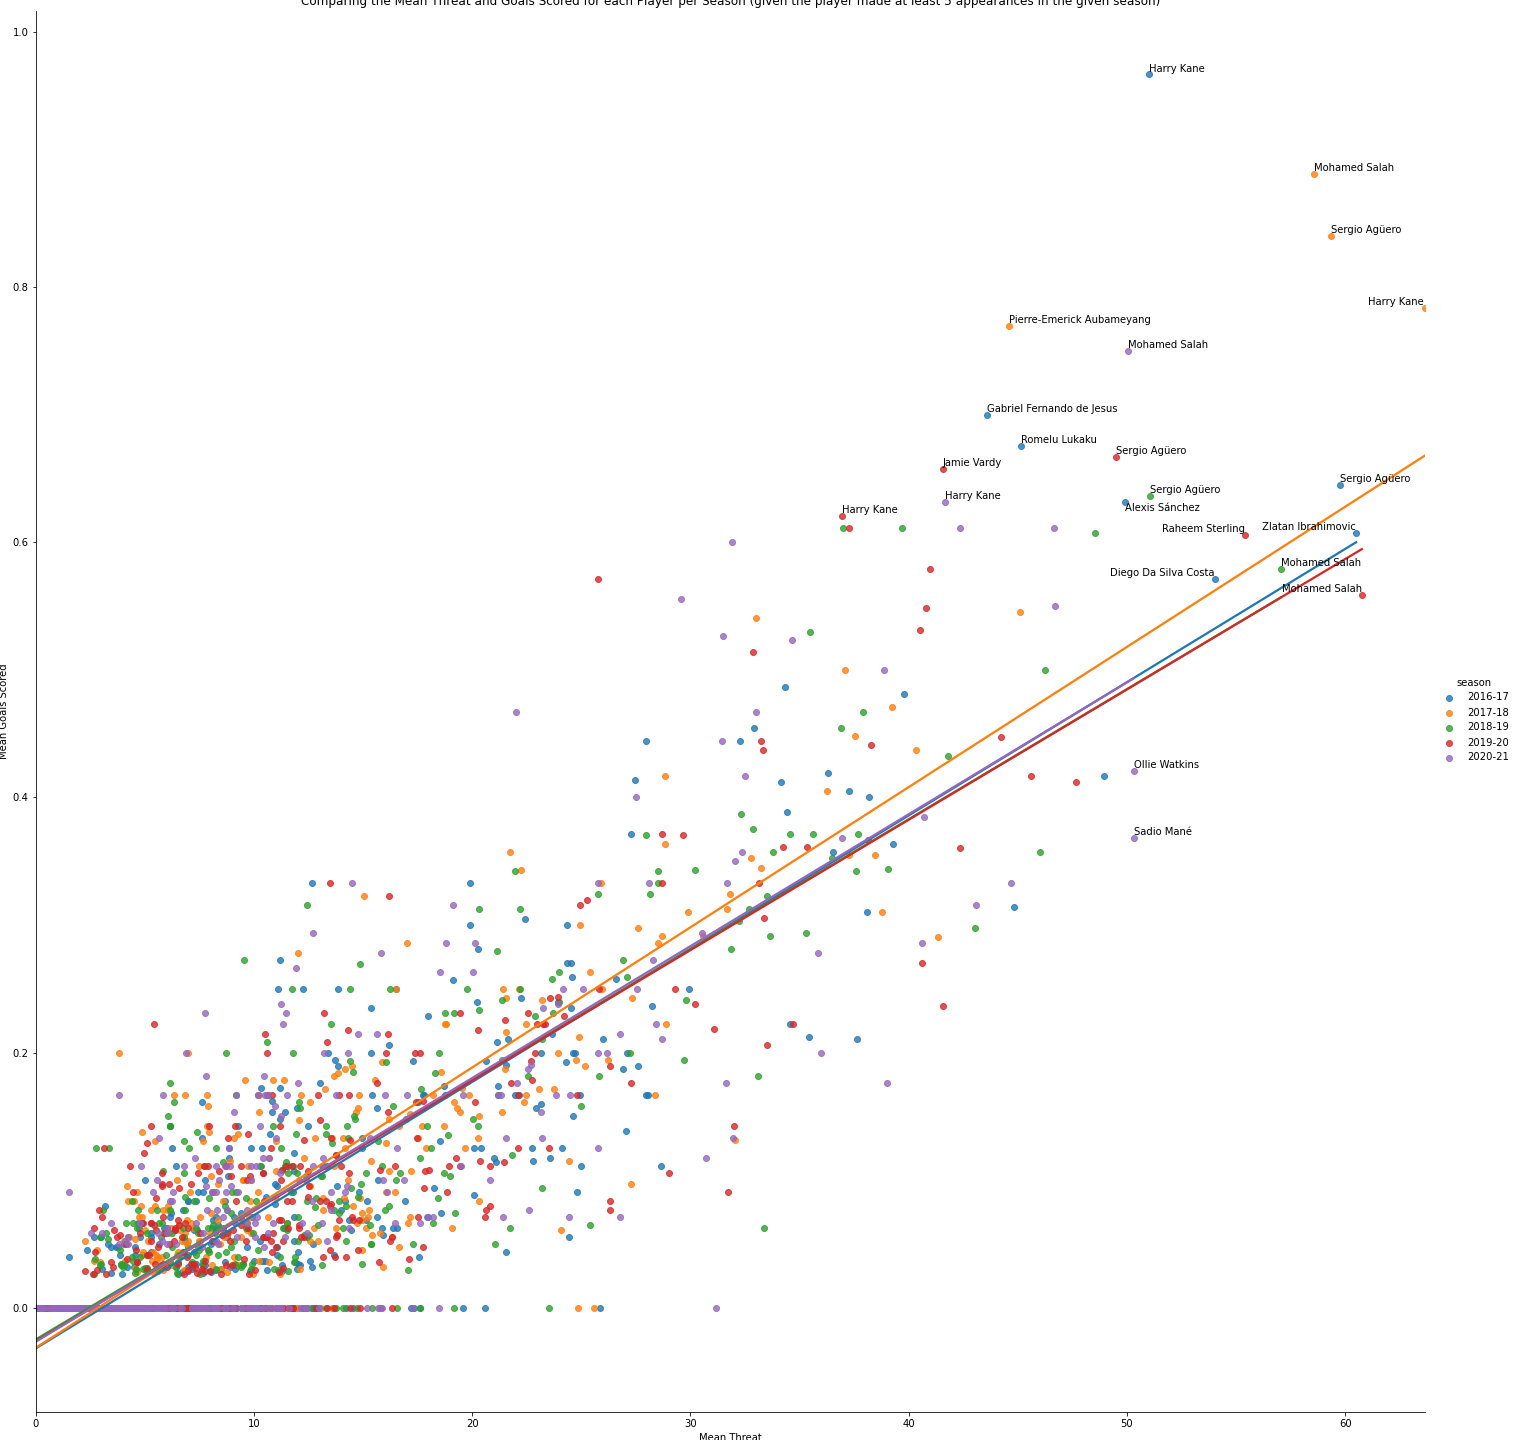 Comparing the Mean Threat and Goals Scored for each Player per Season (given the player made at least 5 appearances in the given season)
1.0
Harry Kane
Mohamed Salah
Sergio Agüero
0.8
Harry Kane
Pierre-Emerick Aubameyang
Mohamed Salah
Gabriel Fernando de Jesus
Romelu Lukaku
Sergio Agüero
Jamie Vardy
Sergio Agüero
Sergio Agüero
Harry Kane
Alexis Sánchez
Harry Kane
Raheem Sterling
Zlatan Ibrahimovic
0.6
Mohamed Salah
Diego Da Silva Costa
Mohamed Salah
Mean Goals Scored
season
2016-17
2017-18
2018-19
2019-20
2020-21
Ollie Watkins
0.4
Sadio Mané
0.2
0.0
0
10
20
30
40
50
60
Mean Threat